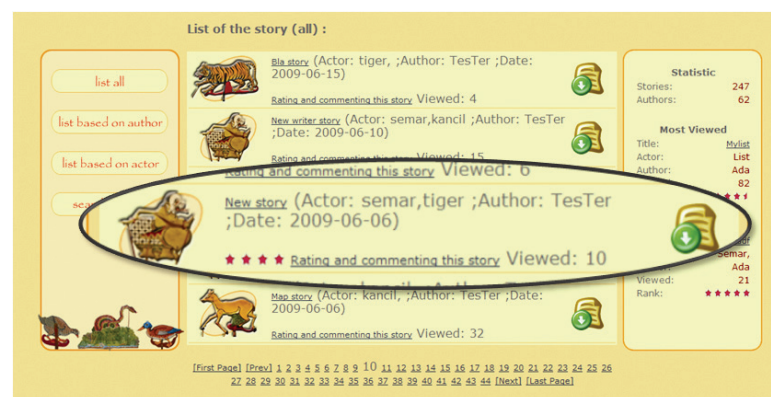 List of the story (all) :
list all
list based on author
list based on actor
Bla story (Actor: tiger, ;Author: TesTer ;Date:
2009-06-15)
Rating and commenting this story Viewed: 4
New writer story (Actor: semar,kancil ;Author: TesTer
;Date: 2009-06-10)
Rating and commenting this story Viewed: 15
Rating and commenting this story Viewed: 6
New story (Actor: semar,tiger ;Author: TesTer
;Date: 2009-06-06)
Rating and commenting this story Viewed: 10
Map story (Actor: kancil, ;Author: TesTer ;Date:
2009-06-06)
Rating and commenting this story Viewed: 32
Statistic
Stories: 247
Authors: 62
Most Viewed
Title: Mylist
Actor: List
Author: Ada
82
Semar,
Ada
Viewed: 21
Rank:
[First Page] [Prev] 1 2 3 4 5 6 7 8 9 10 11 12 13 14 15 16 17 18 19 20 21 22 23 24 25 26
27 28 29 30 31 32 33 34 35 36 37 38 39 40 41 42 43 44 [Next] [Last Page]